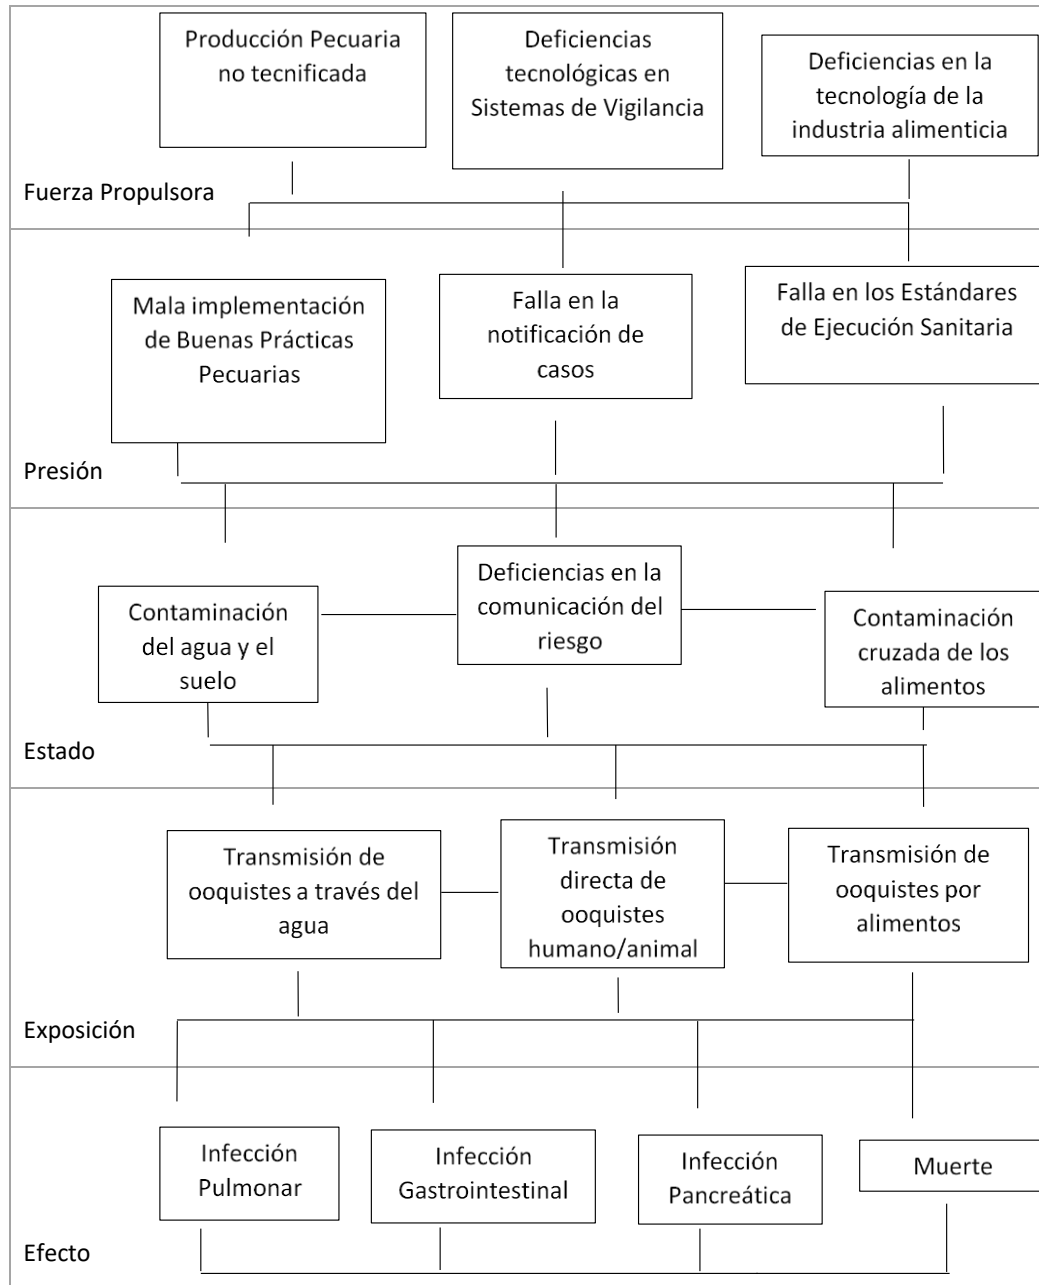 Producción Pecuaria
no tecnificada
Deficiencias
tecnológicas en
Sistemas de Vigilancia
Deficiencias en la
tecnología de la
industria alimenticia
Fuerza Propulsora
Mala implementación
de Buenas Prácticas
Pecuarias
Falla en la
notificación de
casos
Falla en los Estándares
de Ejecución Sanitaria
Presión
Contaminación
del agua y el
suelo
Deficiencias en la
comunicación del
riesgo
Contaminación
cruzada de los
alimentos
Estado
Transmisión de
ooquistes a través del
agua
Transmisión
directa de
ooquistes
humano/animal
Transmisión de
ooquistes por
alimentos
Exposición
Infección
Pulmonar
Infección
Gastrointestinal
Infección
Pancreática
Muerte
Efecto